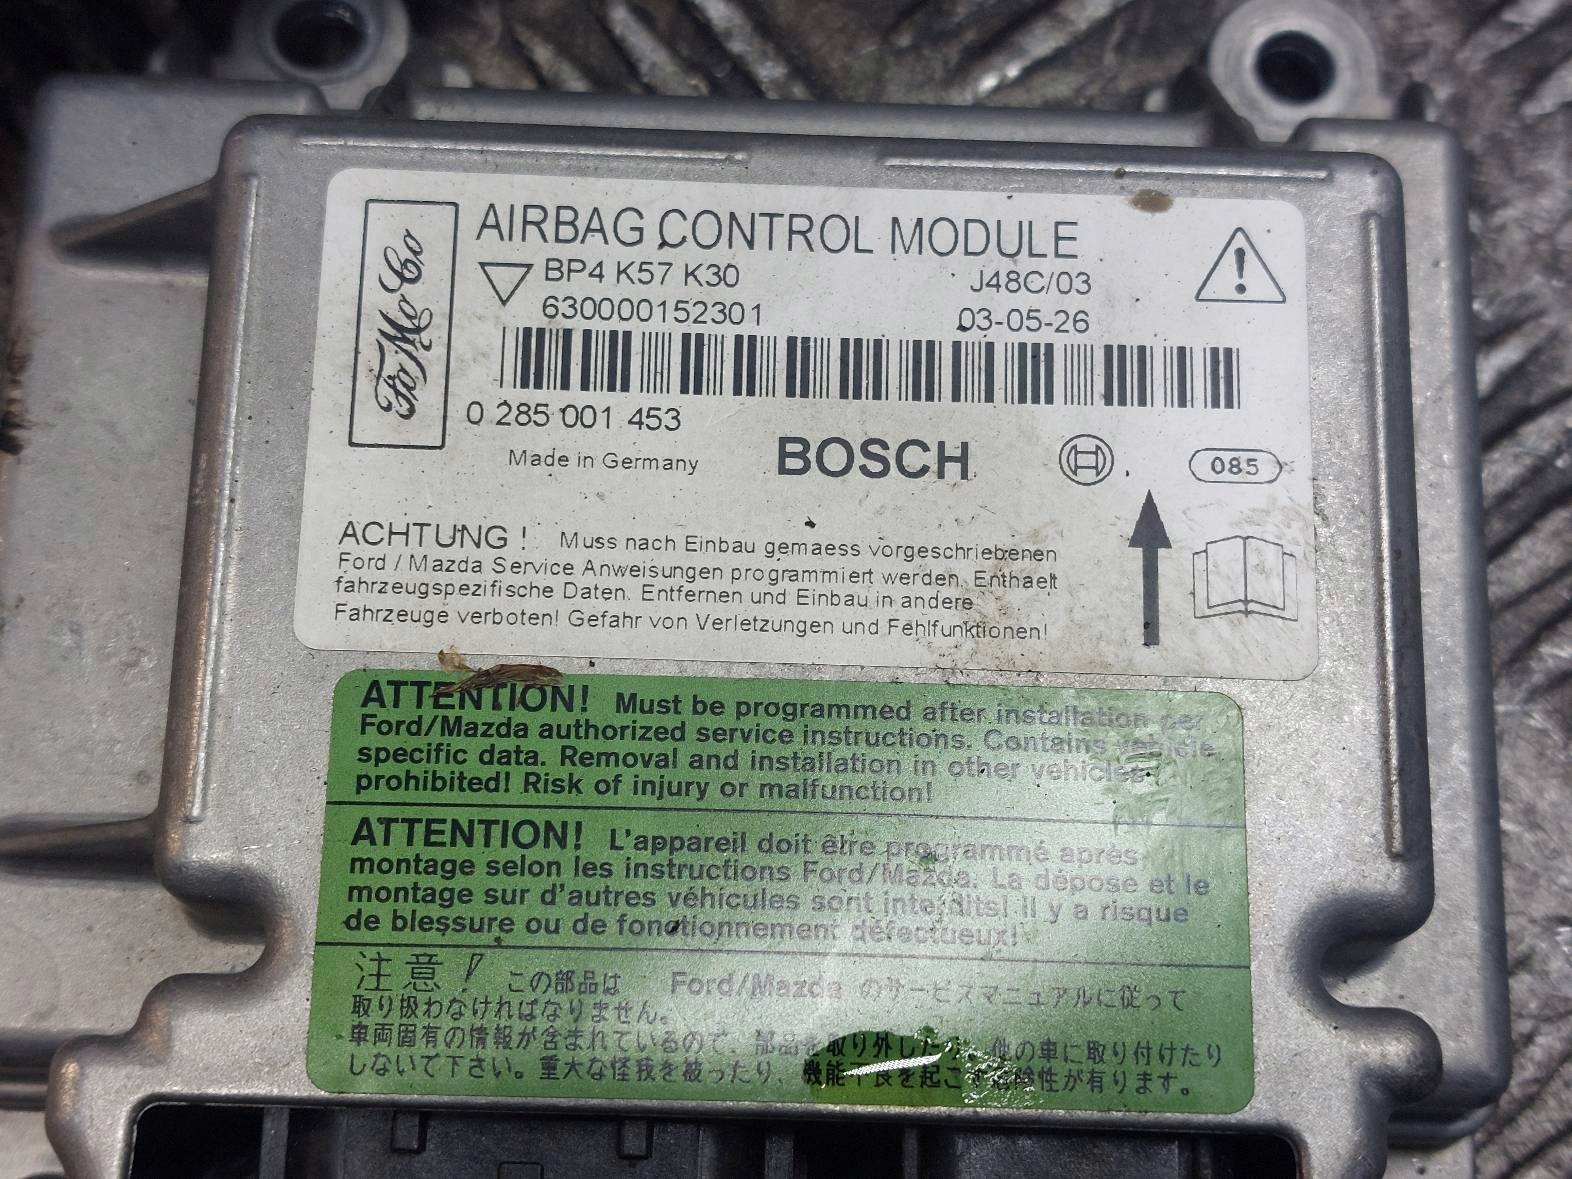 FoMoCo
AIRBAG CONTROL MODULE
BP4 K57 K30 J48C/03
630000152301 03-05-26
0 285 001 453
Made in Germany BOSCH 085
ACHTUNG! Muss nach Einbau gemaess vorgeschriebenen
Ford / Mazda Service Anweisungen programmiert werden. Enthaelt
fahrzeugspezifische Daten. Entfernen und Einbau in andere
Fahrzeuge verboten! Gefahr von Verletzungen und Fehlfunktionen!
ATTENTION! Must be programmed after installation per
Ford/Mazda authorized service instructions. Contains vehicle
specific data. Removal and installation in other vehicles
prohibited! Risk of injury or malfunction!
ATTENTION! L'appareil doit être programmé après
montage selon les instructions Ford/Mazda. La dépose et le
montage sur d'autres véhicules sont interdits! Il y a risque
de blessure ou de fonctionnement défectueux!
注意! この部品は Ford/Mazda のサービスマニュアルに従って
取り扱わなければなりません。
車両固有の情報が含まれているので、部品を取り外したり、他の車に取り付けたり
しないて下さい。重大な怪我を被ったり、機能不良を起こす危険性が有ります。